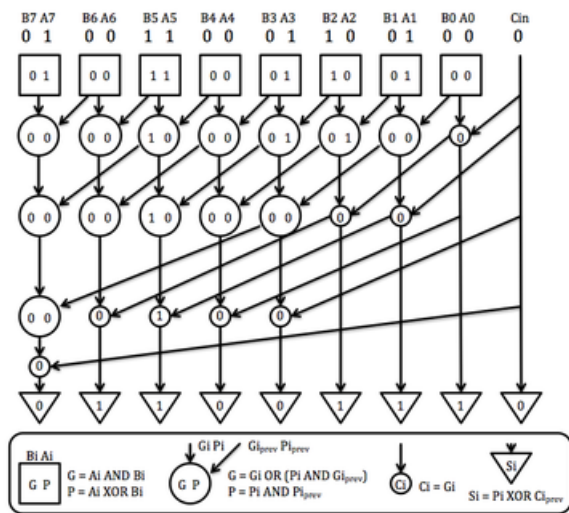 B7 A7 B6 A6 B5 A5 B4 A4 B3 A3 B2 A2 B1 A1 B0 A0 Cin
0 1 0 0 1 1 0 0 0 1 1 0 0 1 0 0 0
0 1 0 0 1 1 0 0 0 1 1 0 0 1 0 0
0 0 0 0 1 0 0 0 0 1 0 1 0 0 0
0 0 0 0 1 0 0 0 0 0 0 0
0 0 0 1 0 0
0
0 1 1 0 0 1 1 1 0
Bi Ai
G P
G = Ai AND Bi
P = Ai XOR Bi
Gi Pi Giprev Piprev
G P
G = Gi OR (Pi AND Giprev)
P = Pi AND Piprev
Ci
Ci = Gi
Si
Si = Pi XOR Ciprev